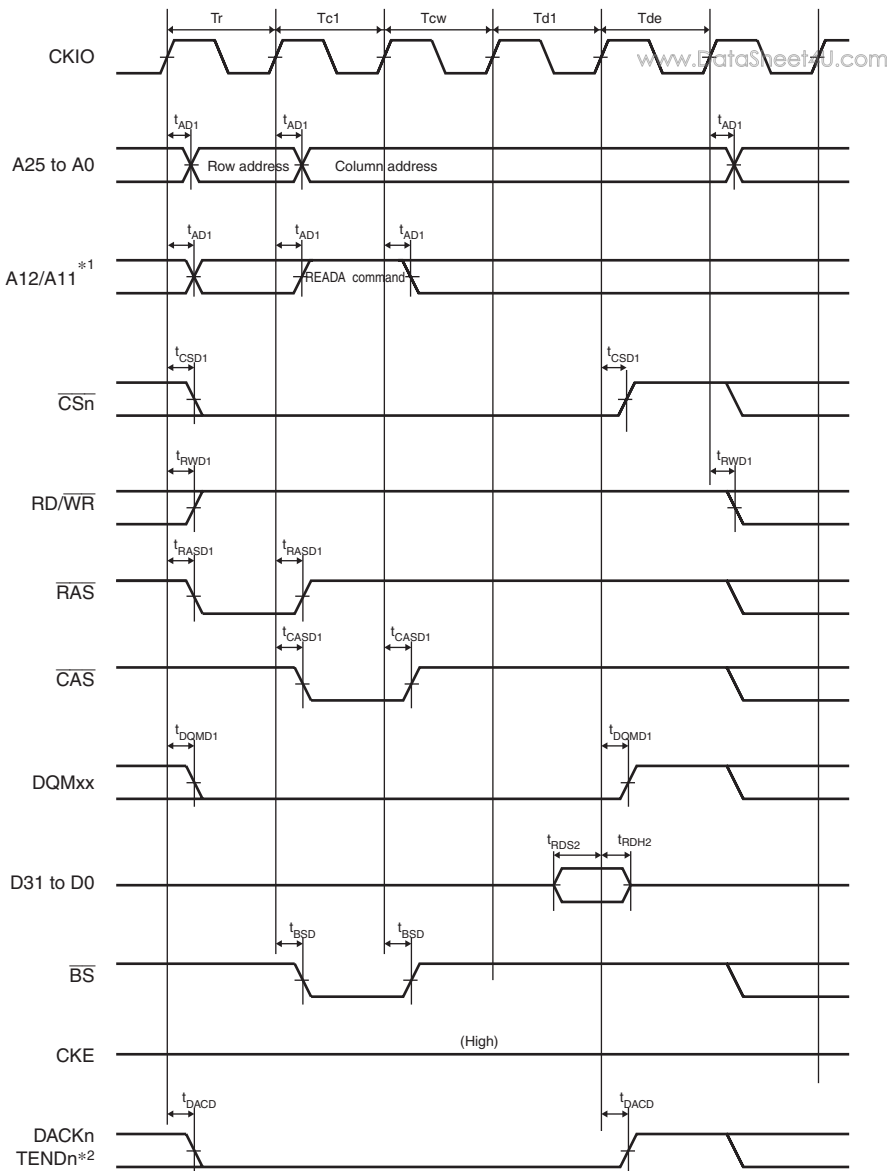 Tr Tc1 Tcw Td1 Tde
CKIO
www.DataSheet4U.com
tAD1 tAD1 tAD1
A25 to A0 Row address Column address
tAD1 tAD1 tAD1
A12/A11*1 READA command
tCSD1 tCSD1
CSn
tRWD1 tRWD1
RD/WR
tRASD1 tRASD1
RAS
tCASD1 tCASD1
CAS
tDQMD1 tDQMD1
DQMxx
tRDS2 tRDH2
D31 to D0
tBSD tBSD
BS
(High)
CKE
tDACD tDACD
DACKn
TENDn*2